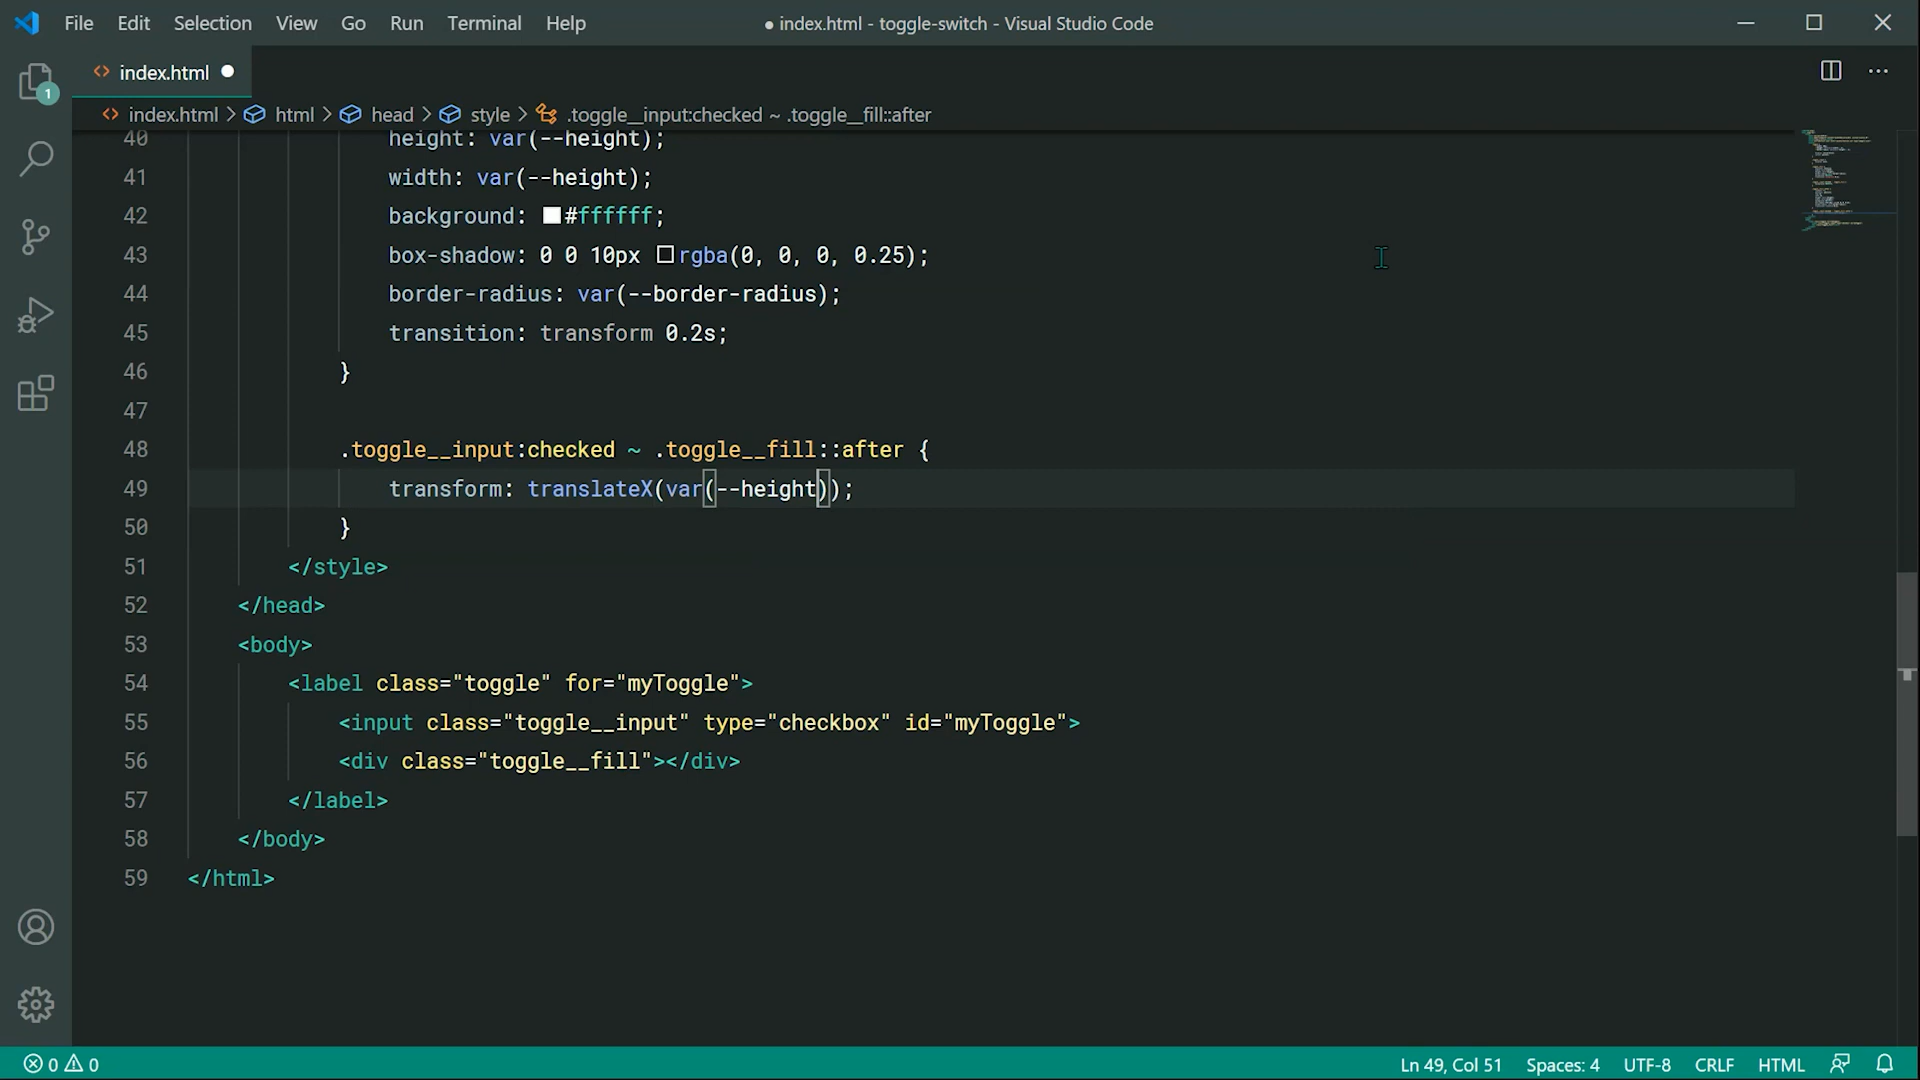 File Edit Selection View Go Run Terminal Help ● index.html - toggle-switch - Visual Studio Code
1
<> index.html ●
<> index.html > html > head > style > .toggle__input:checked ~ .toggle__fill::after
40 height: var(--height);
41 width: var(--height);
42 background: #ffffff;
43 box-shadow: 0 0 10px rgba(0, 0, 0, 0.25);
44 border-radius: var(--border-radius);
45 transition: transform 0.2s;
46 }
47
48 .toggle__input:checked ~ .toggle__fill::after {
49 transform: translateX(var(--height));
50 }
51 </style>
52 </head>
53 <body>
54 <label class="toggle" for="myToggle">
55 <input class="toggle__input" type="checkbox" id="myToggle">
56 <div class="toggle__fill"></div>
57 </label>
58 </body>
59 </html>
0 0 Ln 49, Col 51 Spaces: 4 UTF-8 CRLF HTML